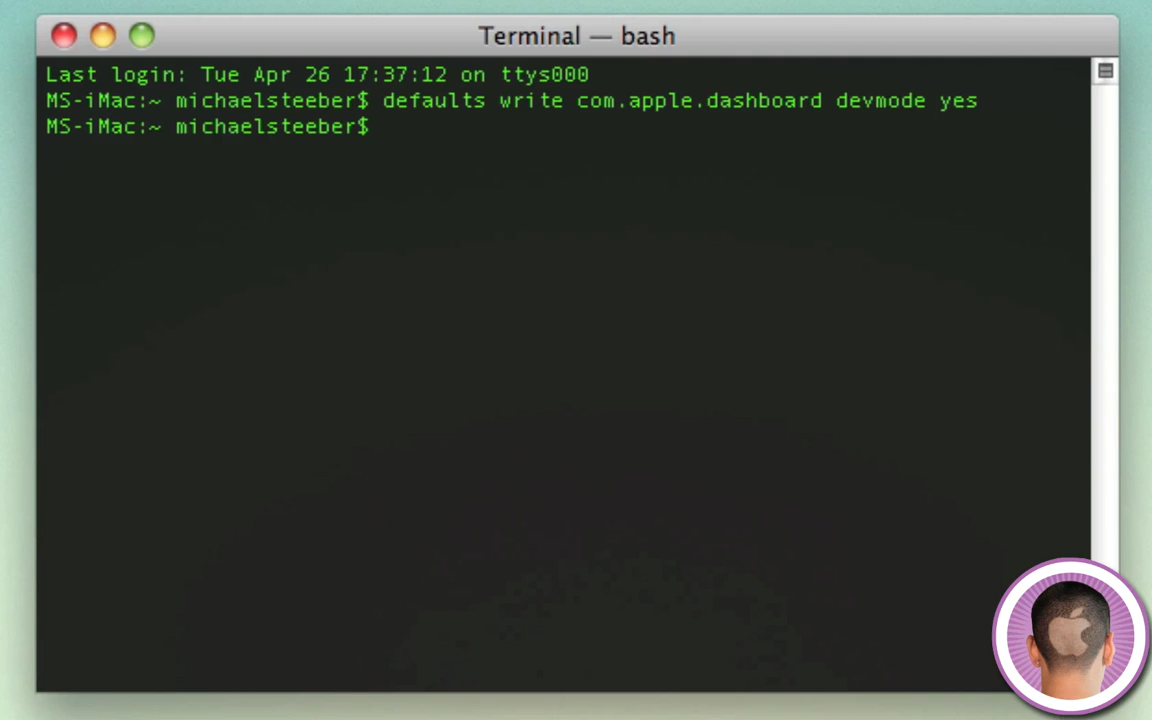 Terminal — bash
Last login: Tue Apr 26 17:37:12 on ttys000
MS-iMac:~ michaelsteeber$ defaults write com.apple.dashboard devmode yes
MS-iMac:~ michaelsteeber$